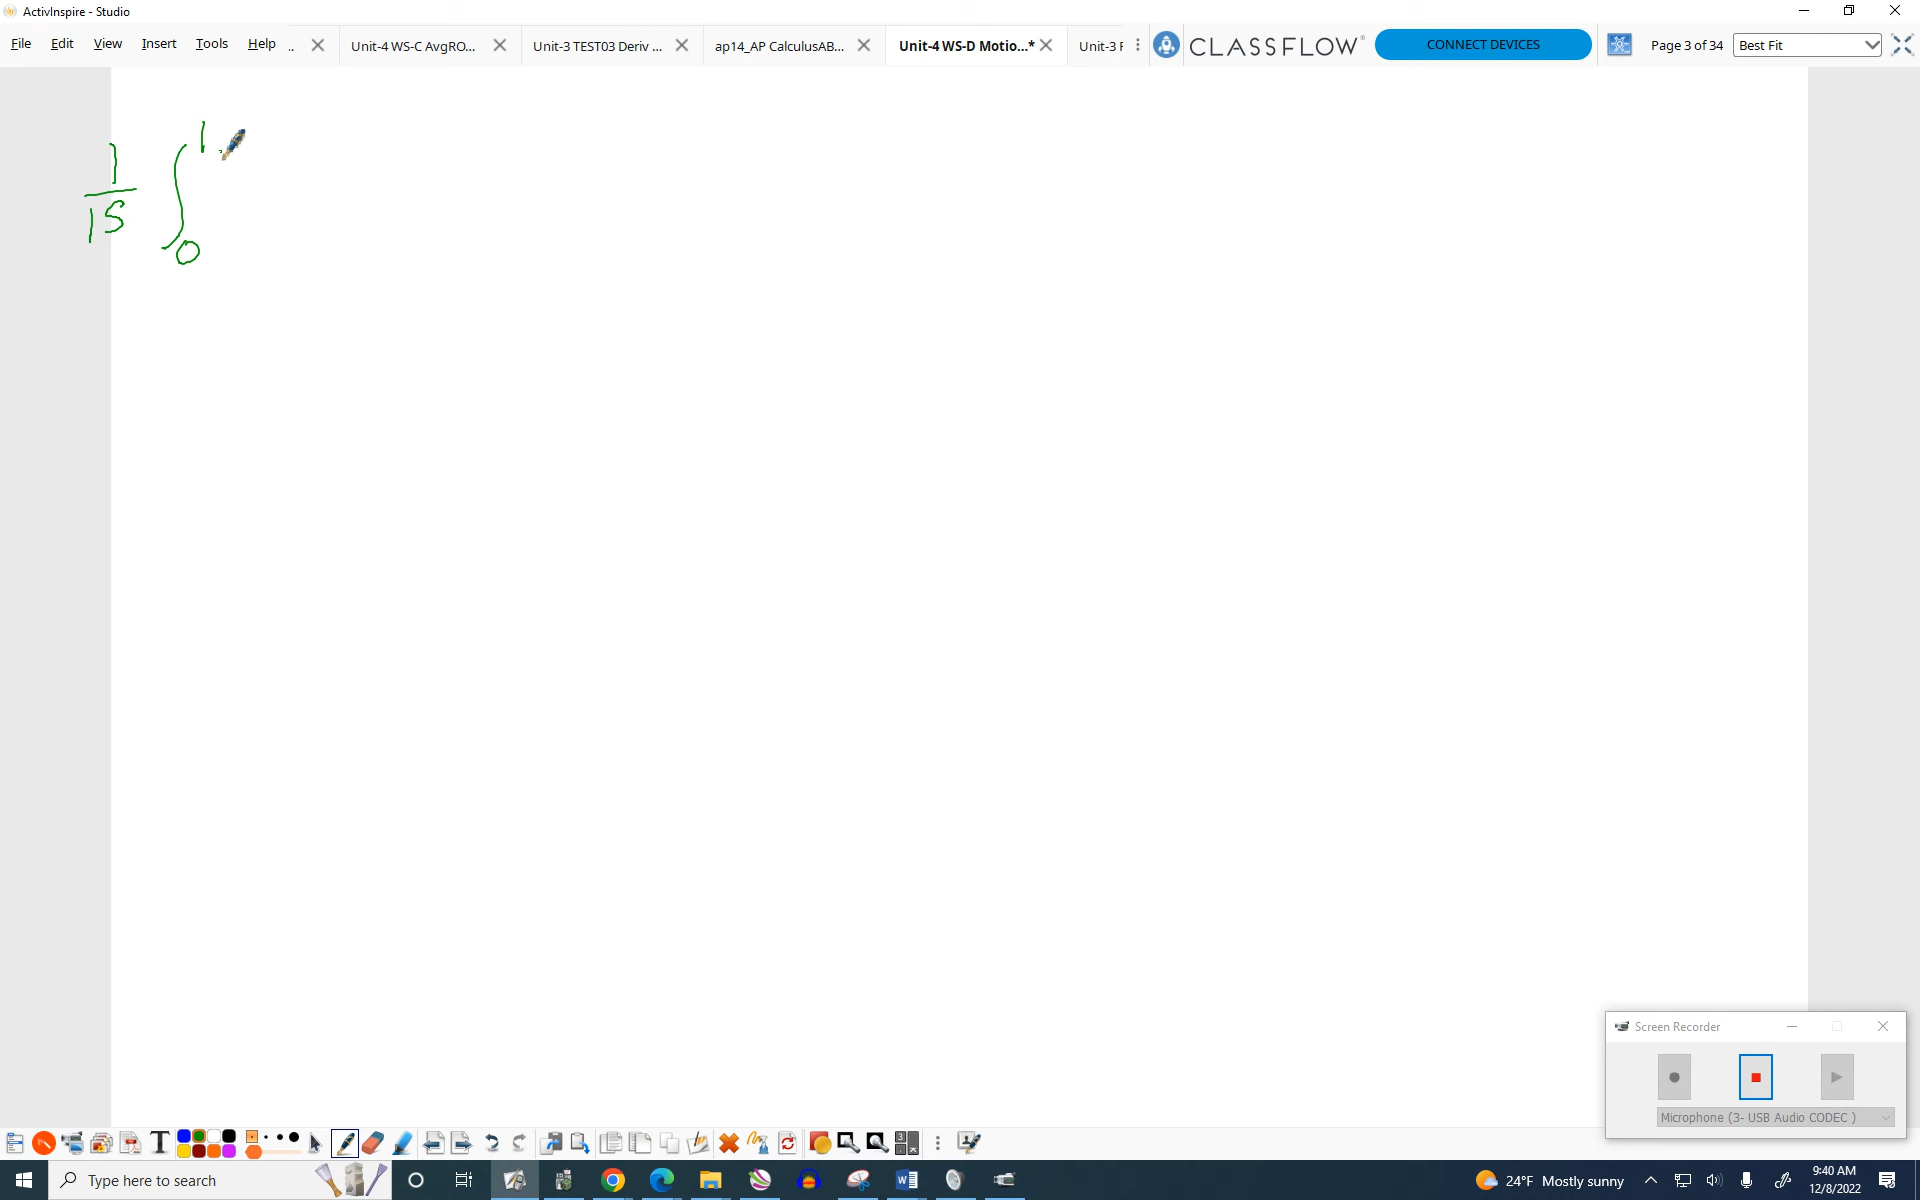 ActivInspire - Studio
File Edit View Insert Tools Help .. Unit-4 WS-C AvgRO... Unit-3 TEST03 Deriv ... ap14_AP CalculusAB... Unit-4 WS-D Motio...* Unit-3 F CLASSFLOW CONNECT DEVICES Page 3 of 34 Best Fit
1/15 ∫ 0 1
Screen Recorder
Microphone (3- USB Audio CODEC )
Type here to search 24°F Mostly sunny 9:40 AM
12/8/2022